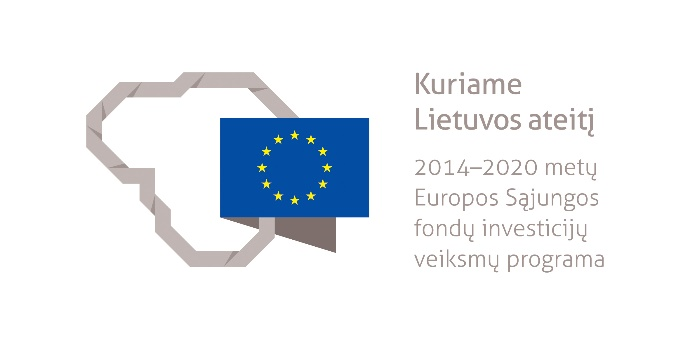 Kuriame
Lietuvos ateitį
2014–2020 metų
Europos Sąjungos
fondų investicijų
veiksmų programa